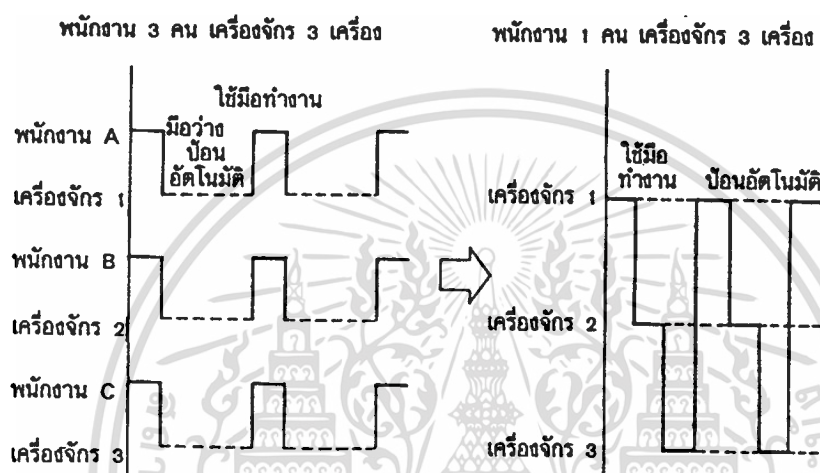 พนักงาน 3 คน เครื่องจักร 3 เครื่อง
ใช้มือทำงาน
พนักงาน A
มือว่าง
ป้อน
อัตโนมัติ
เครื่องจักร 1
พนักงาน B
เครื่องจักร 2
พนักงาน C
เครื่องจักร 3
พนักงาน 1 คน เครื่องจักร 3 เครื่อง
ใช้มือ
ทำงาน
ป้อนอัตโนมัติ
เครื่องจักร 1
เครื่องจักร 2
เครื่องจักร 3